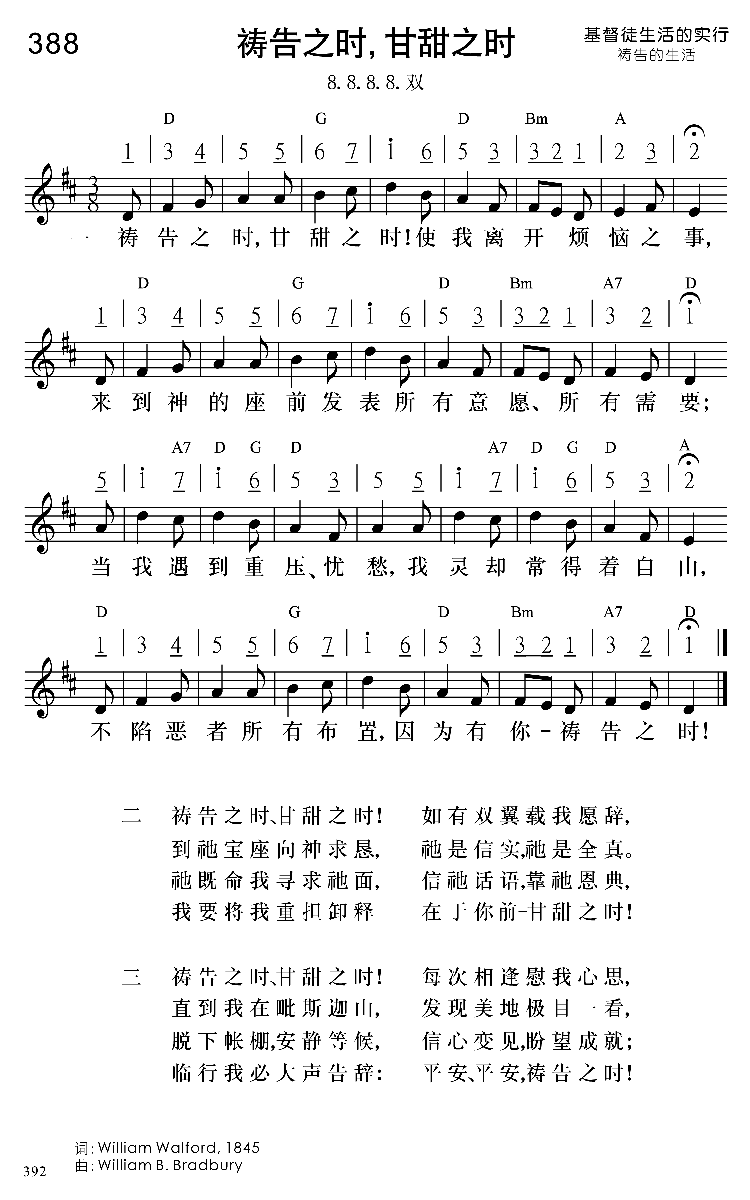 388
祷告之时,甘甜之时
基督徒生活的实行
祷告的生活
8. 8. 8. 8. 双
D G D Bm A
1 | 3 4 | 5 5 | 6 7 | i 6 | 5 3 | 3 2 1 | 2 3 | 2
一 祷告之时,甘甜之时!使我离开烦恼之事,
D G D Bm A7 D
1 | 3 4 | 5 5 | 6 7 | i 6 | 5 3 | 3 2 1 | 3 2 | 1
来到神的座前发表所有意愿、所有需要;
A7 D G D A7 D G D A
5 | i 7 | i 6 | 5 3 | 5 5 | i 7 | i 6 | 5 3 | 2
当我遇到重压、忧愁,我灵却常得着自山,
D G D Bm A7 D
1 | 3 4 | 5 5 | 6 7 | i 6 | 5 3 | 3 2 1 | 3 2 | 1
不陷恶者所有布置,因为有你-祷告之时!
二 祷告之时、甘甜之时! 如有双翼载我愿辞,
到祂宝座向神求恳, 祂是信实,祂是全真。
祂既命我寻求祂面, 信祂话语,靠祂恩典,
我要将我重担卸释 在于你前-甘甜之时!
三 祷告之时、甘甜之时! 每次相逢慰我心思,
直到我在毗斯迦山, 发现美地极目一看,
脱下帐棚,安静等候, 信心变见,盼望成就;
临行我必大声告辞: 平安、平安,祷告之时!
词: William Walford, 1845
曲: William B. Bradbury
392